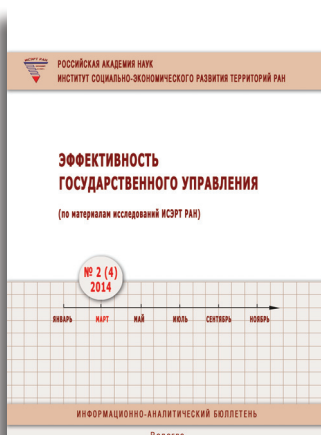 ИСЭРТ РАН
РОССИЙСКАЯ АКАДЕМИЯ НАУК
ИНСТИТУТ СОЦИАЛЬНО-ЭКОНОМИЧЕСКОГО РАЗВИТИЯ ТЕРРИТОРИЙ РАН
ЭФФЕКТИВНОСТЬ
ГОСУДАРСТВЕННОГО УПРАВЛЕНИЯ
(по материалам исследований ИСЭРТ РАН)
№ 2 (4)
2014
ЯНВАРЬ МАРТ МАЙ ИЮЛЬ СЕНТЯБРЬ НОЯБРЬ
ИНФОРМАЦИОННО-АНАЛИТИЧЕСКИЙ БЮЛЛЕТЕНЬ
Вологда